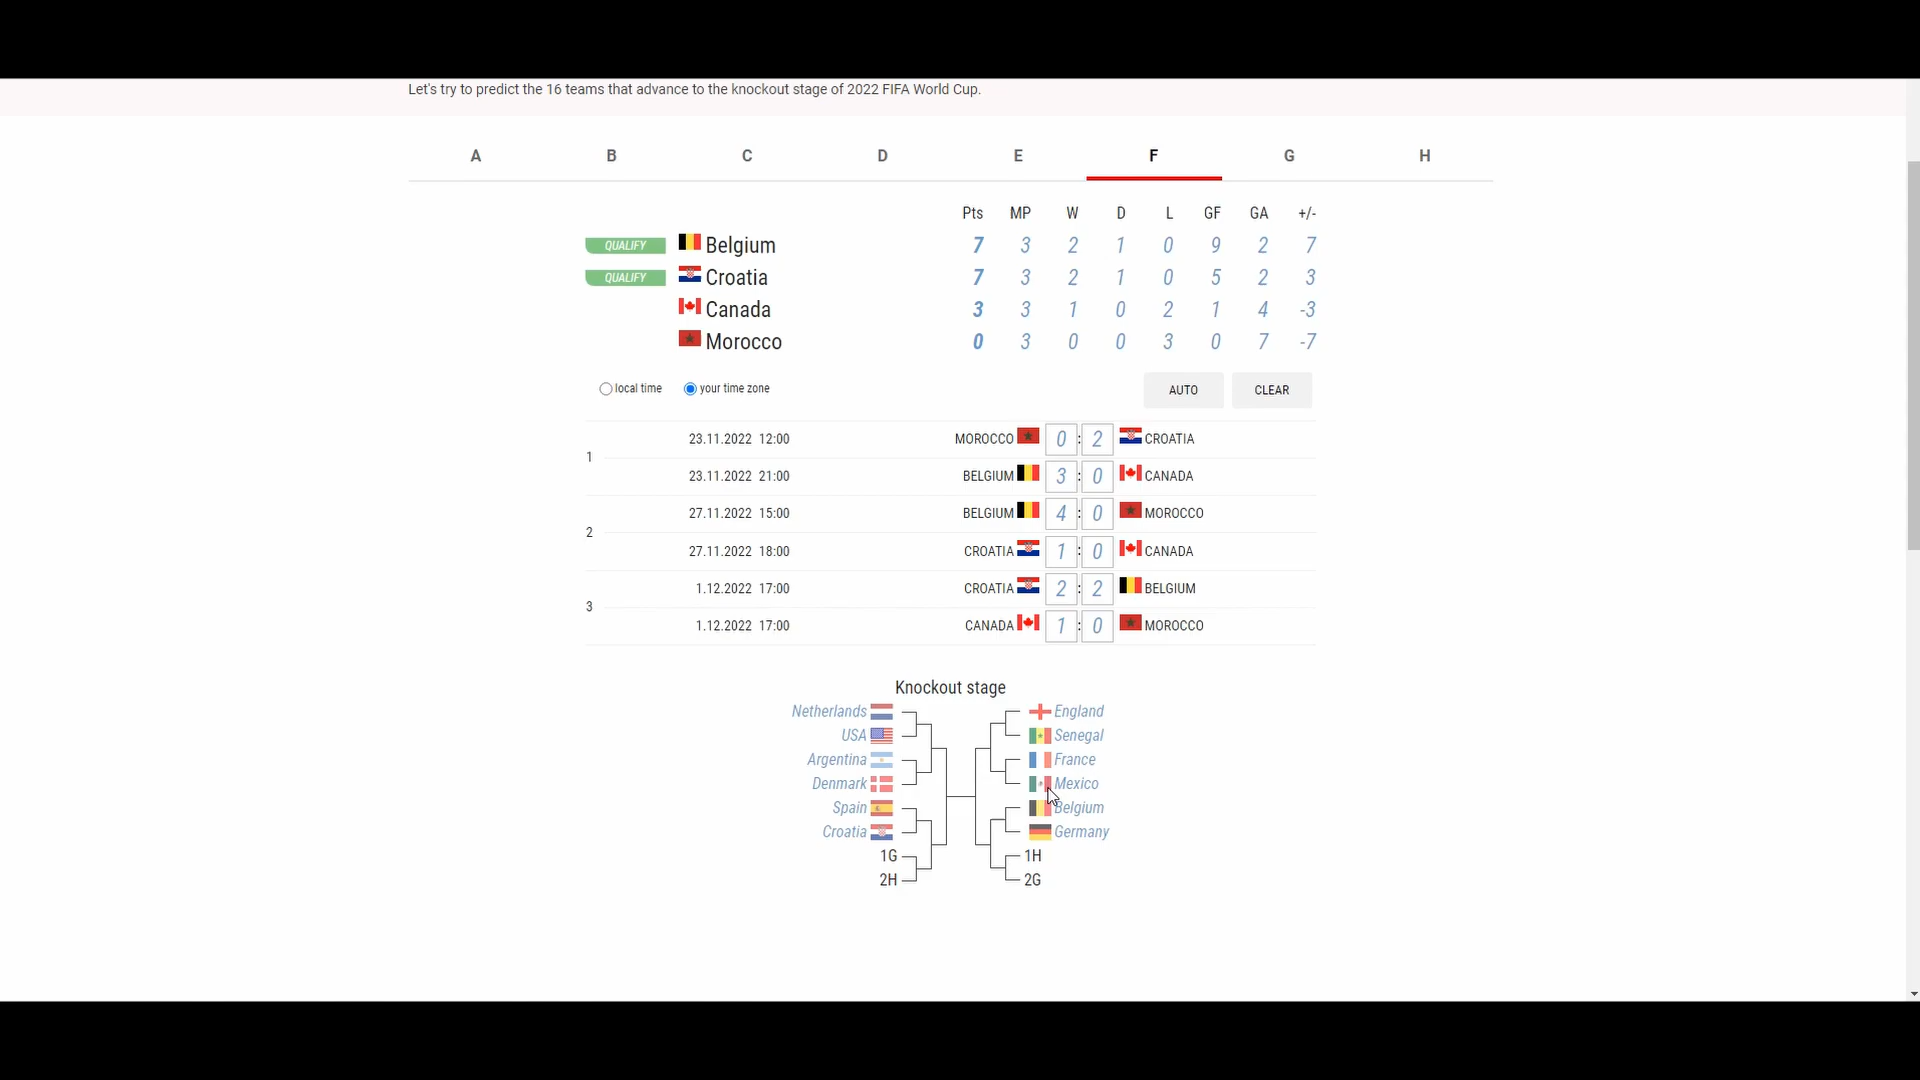 Let's try to predict the 16 teams that advance to the knockout stage of 2022 FIFA World Cup.
A B C D E F G H
Pts MP W D L GF GA +/-
QUALIFY Belgium 7 3 2 1 0 9 2 7
QUALIFY Croatia 7 3 2 1 0 5 2 3
Canada 3 3 1 0 2 1 4 -3
Morocco 0 3 0 0 3 0 7 -7
local time your time zone AUTO CLEAR
1
23.11.2022 12:00 MOROCCO 0 : 2 CROATIA
23.11.2022 21:00 BELGIUM 3 : 0 CANADA
2
27.11.2022 15:00 BELGIUM 4 : 0 MOROCCO
27.11.2022 18:00 CROATIA 1 : 0 CANADA
3
1.12.2022 17:00 CROATIA 2 : 2 BELGIUM
1.12.2022 17:00 CANADA 1 : 0 MOROCCO
Knockout stage
Netherlands England
USA Senegal
Argentina France
Denmark Mexico
Spain Belgium
Croatia Germany
1G 1H
2H 2G